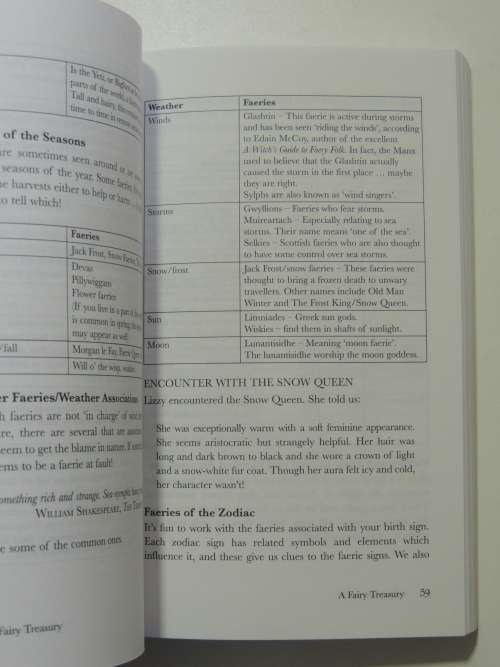 Is the Yeti, or Bigfoot
parts of the world, a
Tall and hairy,
time to time in
of the Seasons
are sometimes seen around or
seasons of the year. Some faeries
e harvests either to help or
to tell which!
Faeries
Jack Frost, Snow Faeries,
Devas
Pillywiggin
Flower faeries
(If you live in a part
is common in spring, the
may appear as well
/fall
Morgan le Fay, Faerie Queen
Will o' the wisp, wisks
er Faeries/Weather Associations
h faeries are not 'in charge' of
re, there are several that are
eem to get the blame in nature. If
ems to be a faerie at fault!
omething rich and strange. Sea-nymphs
WILLIAM SHAKESPEARE, THE
e some of the common ones.
Fairy Treasury
Weather Faeries
Winds Glashtin – This faerie is active during storms
and has been seen 'riding the winds', according
to Edain McCoy, author of the excellent
A Witch's Guide to Faery Folk. In fact, the Manx
used to believe that the Glashtin actually
caused the storm in the first place … maybe
they are right.
Sylphs are also known as 'wind singers'.
Storms Gwyllions – Faeries who fear storms.
Muireartach – Especially relating to sea
storms. Their name means 'one of the sea'.
Selkies – Scottish faeries who are also thought
to have some control over sea storms.
Snow/frost Jack Frost/snow faeries – These faeries were
thought to bring a frozen death to unwary
travellers. Other names include Old Man
Winter and The Frost King/Snow Queen.
Sun Limniades – Greek sun gods.
Wiskies – find them in shafts of sunlight.
Moon Lunantisidhe – Meaning 'moon faerie'.
The lunantisidhe worship the moon goddess.
ENCOUNTER WITH THE SNOW QUEEN
Lizzy encountered the Snow Queen. She told us:
She was exceptionally warm with a soft feminine appearance.
She seems aristocratic but strangely helpful. Her hair was
long and dark brown to black and she wore a crown of light
and a snow-white fur coat. Though her aura felt icy and cold,
her character wasn't!
Faeries of the Zodiac
It's fun to work with the faeries associated with your birth sign.
Each zodiac sign has related symbols and elements which
influence it, and these give us clues to the faerie signs. We also
A Fairy Treasury 59